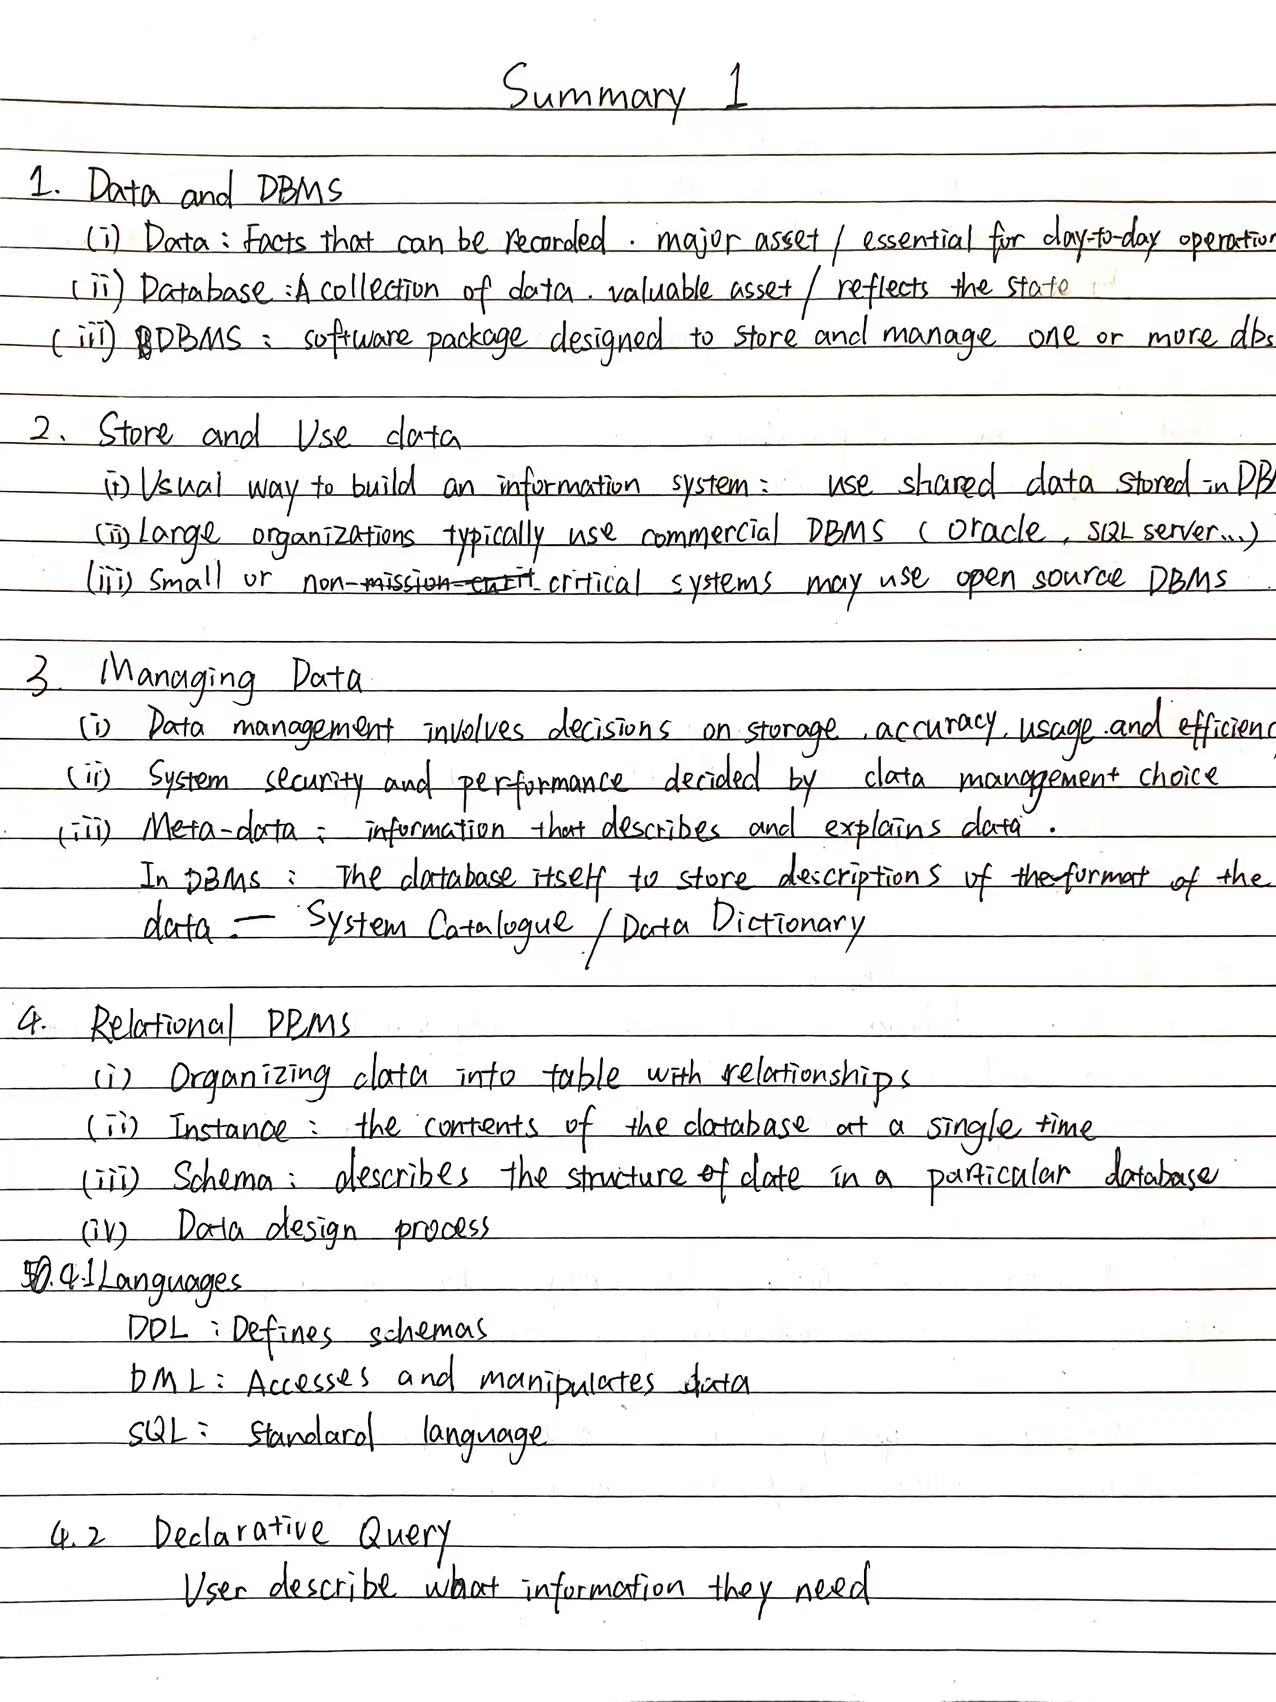 Summary 1
1. Data and DBMS
(i) Data : Facts that can be recorded . major asset / essential for day-to-day operation
(ii) Database : A collection of data . valuable asset / reflects the state
(iii) DBMS : software package designed to store and manage one or more dbs
2. Store and Use data
(i) Usual way to build an information system : use shared data stored in DB
(ii) Large organizations typically use commercial DBMS ( Oracle , SQL server...)
(iii) Small or non-mission-crit critical systems may use open source DBMS
3. Managing Data
(i) Data management involves decisions on storage , accuracy, usage and efficienc
(ii) System security and performance decided by data management choice
(iii) Meta-data : information that describes and explains data .
In DBMS : The database itself to store descriptions of the format of the
data. — System Catalogue / Data Dictionary
4. Relational DBMS
(i) Organizing data into table with relationships
(ii) Instance : the contents of the database at a single time
(iii) Schema : describes the structure of date in a particular database
(iv) Data design process
4.1 Languages
DDL : Defines schemas
DML : Accesses and manipulates data
SQL : Standard language
4.2 Declarative Query
User describe what information they need